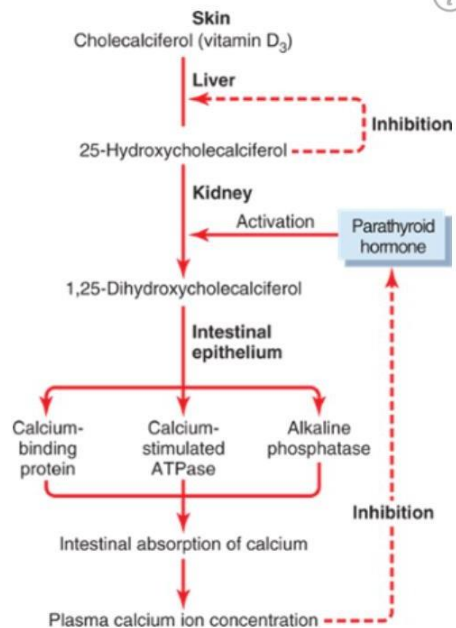 Skin
Cholecalciferol (vitamin D3)
Liver
Inhibition
25-Hydroxycholecalciferol
Kidney
Activation
Parathyroid
hormone
1,25-Dihydroxycholecalciferol
Intestinal
epithelium
Calcium-
binding
protein
Calcium-
stimulated
ATPase
Alkaline
phosphatase
Inhibition
Intestinal absorption of calcium
Plasma calcium ion concentration